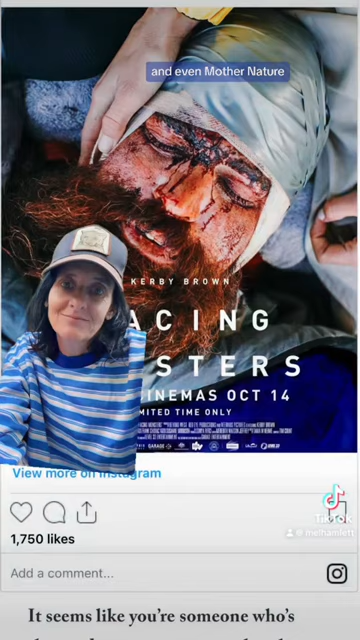 and even Mother Nature
KERBY BROWN
ACING
STERS
INEMAS OCT 14
MITED TIME ONLY
View more on Instagram
TikTok
@melhamlett
1,750 likes
Add a comment...
It seems like you're someone who's